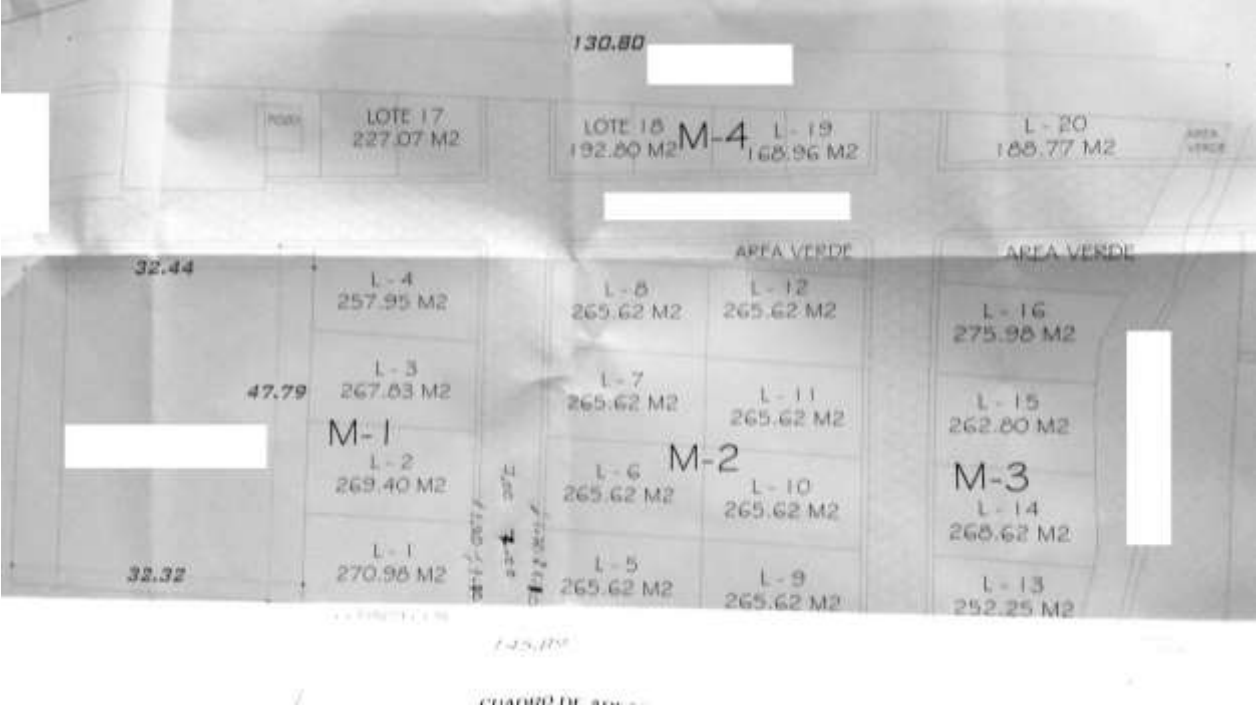 130.80
POZO
LOTE 17
227.07 M2
LOTE 18
192.80 M2
M-4
L - 19
168.96 M2
L - 20
188.77 M2
AREA
VERDE
AREA VERDE
AREA VERDE
32.44
L - 4
257.95 M2
L - 8
265.62 M2
L - 12
265.62 M2
L - 16
275.98 M2
47.79
L - 3
267.83 M2
L - 7
265.62 M2
L - 11
265.62 M2
L - 15
262.80 M2
M-1
L - 2
269.40 M2
M-2
L - 6
265.62 M2
L - 10
265.62 M2
M-3
L - 14
268.62 M2
32.32
L - 1
270.98 M2
L - 5
265.62 M2
L - 9
265.62 M2
L - 13
252.25 M2
CUADRO DE